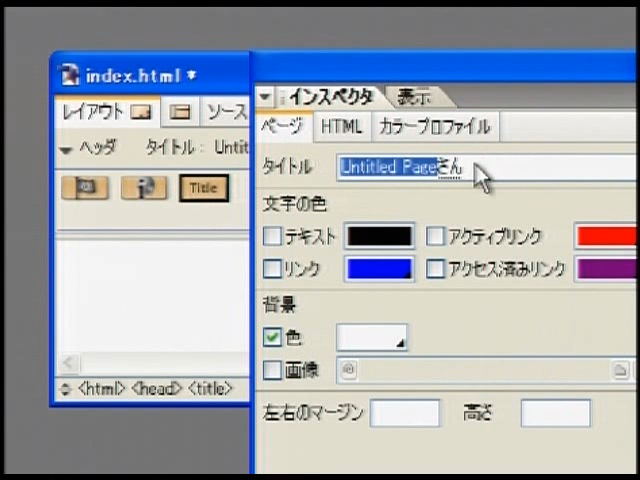 index.html *
レイアウト ソース
ヘッダ タイトル : Untit
Title
<html> <head> <title>
インスペクタ 表示
ページ HTML カラープロファイル
タイトル Untitled Pageさん
文字の色
テキスト アクティブリンク
リンク アクセス済みリンク
背景
色
画像
左右のマージン 高さ